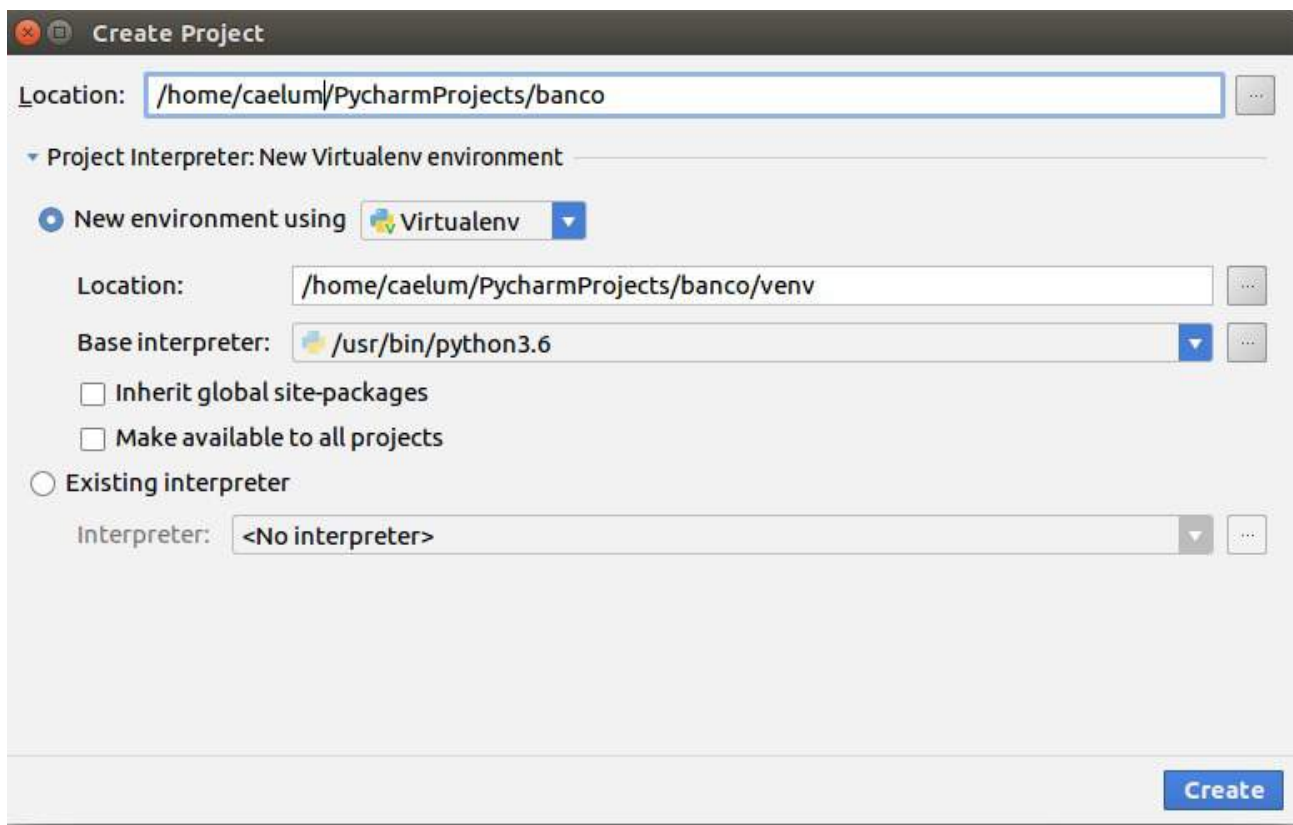 Create Project
Location: /home/caelum/PycharmProjects/banco ...
Project Interpreter: New Virtualenv environment
New environment using Virtualenv
Location: /home/caelum/PycharmProjects/banco/venv ...
Base interpreter: /usr/bin/python3.6 ...
Inherit global site-packages
Make available to all projects
Existing interpreter
Interpreter: <No interpreter> ...
Create